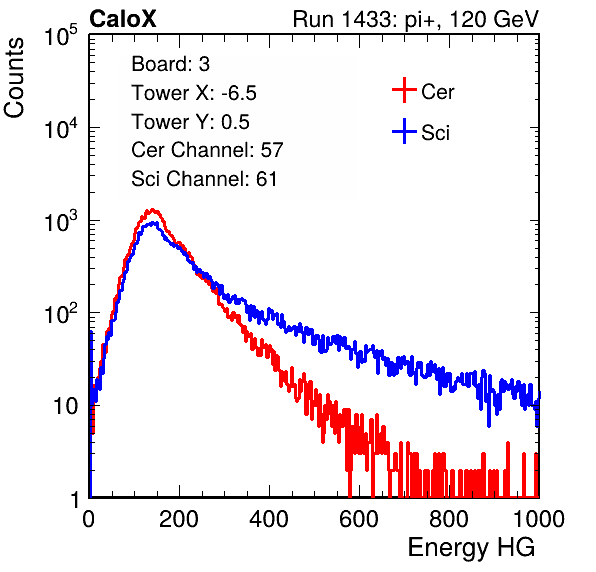 CaloX
Run 1433: pi+, 120 GeV
Counts
Board: 3
Tower X: -6.5
Tower Y: 0.5
Cer Channel: 57
Sci Channel: 61
Cer
Sci
10^5
10^4
10^3
10^2
10
1
0 200 400 600 800 1000
Energy HG